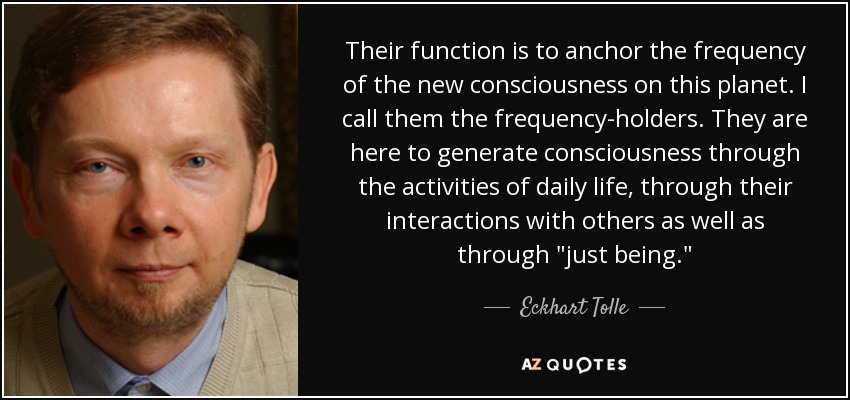 Their function is to anchor the frequency
of the new consciousness on this planet. I
call them the frequency-holders. They are
here to generate consciousness through
the activities of daily life, through their
interactions with others as well as
through "just being."
Eckhart Tolle
AZ QUOTES